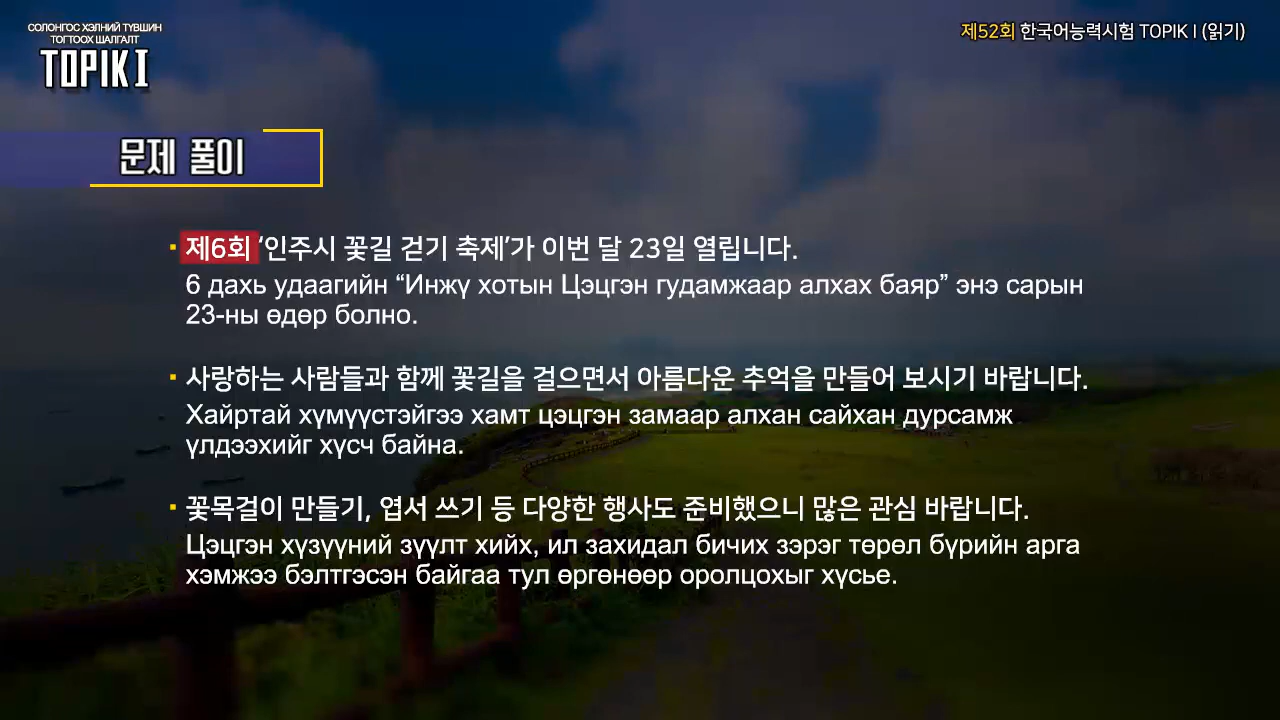 СОЛОНГОС ХЭЛНИЙ ТҮВШИН
ТОГТООХ ШАЛГАЛТ
TOPIK I
제52회 한국어능력시험 TOPIK I (읽기)
문제 풀이
▪ 제6회 ‘인주시 꽃길 걷기 축제’가 이번 달 23일 열립니다.
6 дахь удаагийн “Инжү хотын Цэцгэн гудамжаар алхах баяр” энэ сарын
23-ны өдөр болно.
▪ 사랑하는 사람들과 함께 꽃길을 걸으면서 아름다운 추억을 만들어 보시기 바랍니다.
Хайртай хүмүүстэйгээ хамт цэцгэн замаар алхан сайхан дурсамж
үлдээхийг хүсч байна.
▪ 꽃목걸이 만들기, 엽서 쓰기 등 다양한 행사도 준비했으니 많은 관심 바랍니다.
Цэцгэн хүзүүний зүүлт хийх, ил захидал бичих зэрэг төрөл бүрийн арга
хэмжээ бэлтгэсэн байгаа тул өргөнөөр оролцохыг хүсье.